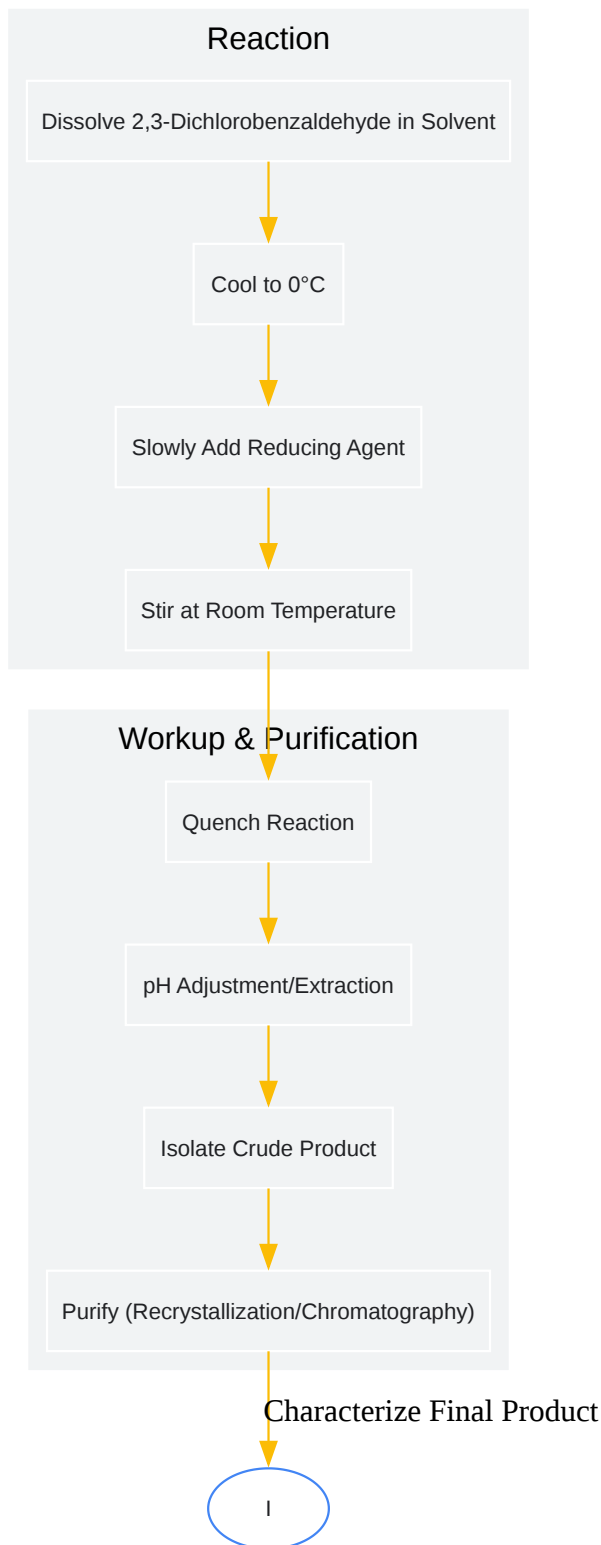 Reaction
Dissolve 2,3-Dichlorobenzaldehyde in Solvent
Cool to 0°C
Slowly Add Reducing Agent
Stir at Room Temperature
Workup & Purification
Quench Reaction
pH Adjustment/Extraction
Isolate Crude Product
Purify (Recrystallization/Chromatography)
Characterize Final Product
I